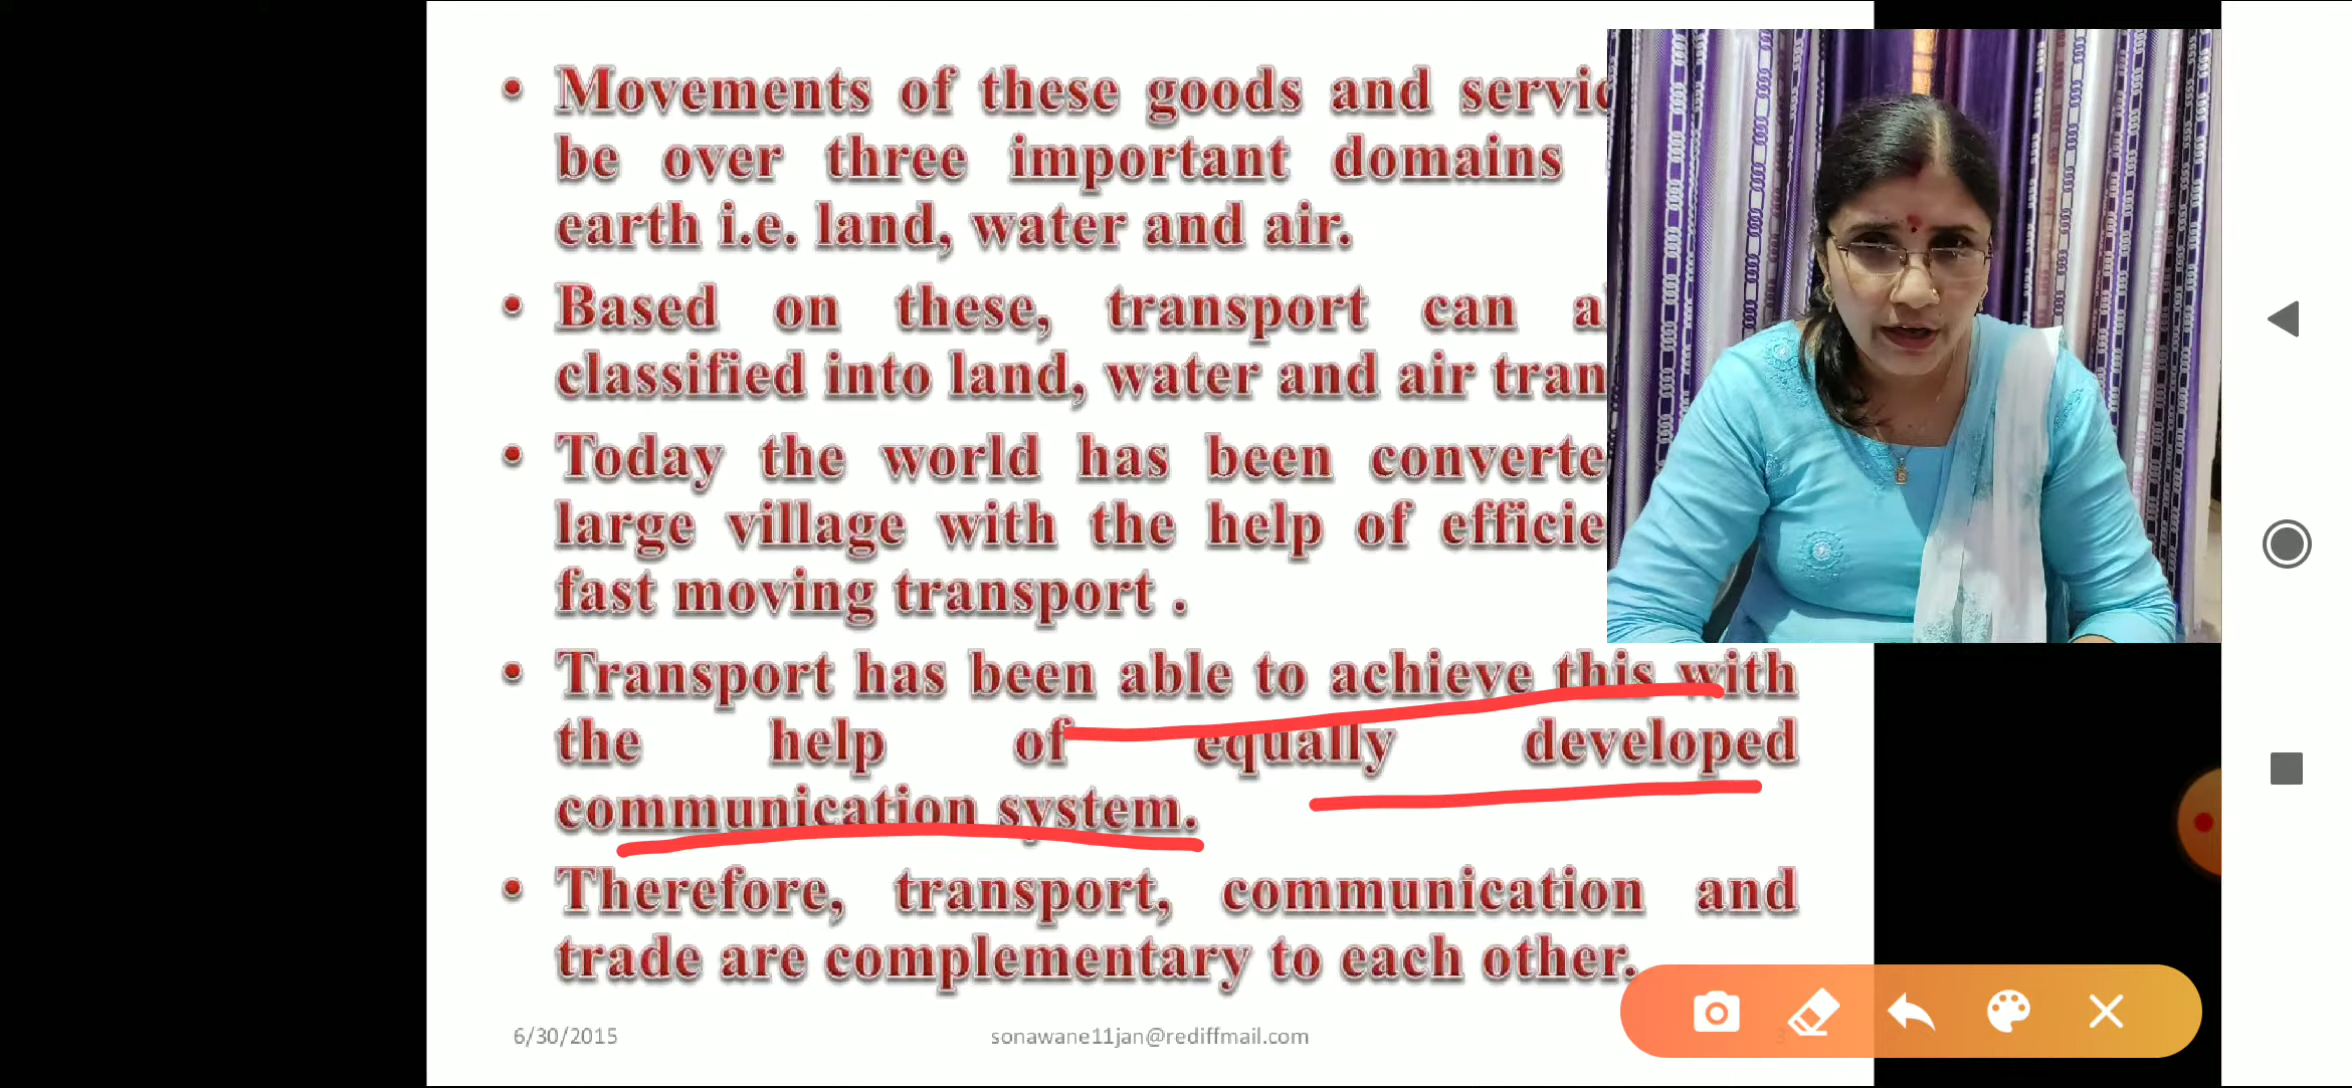 • Movements of these goods and servic
be over three important domains
earth i.e. land, water and air.
• Based on these, transport can a
classified into land, water and air tran
• Today the world has been converte
large village with the help of efficie
fast moving transport .
• Transport has been able to achieve this with
the help of equally developed
communication system.
• Therefore, transport, communication and
trade are complementary to each other.
6/30/2015 sonawane11jan@rediffmail.com